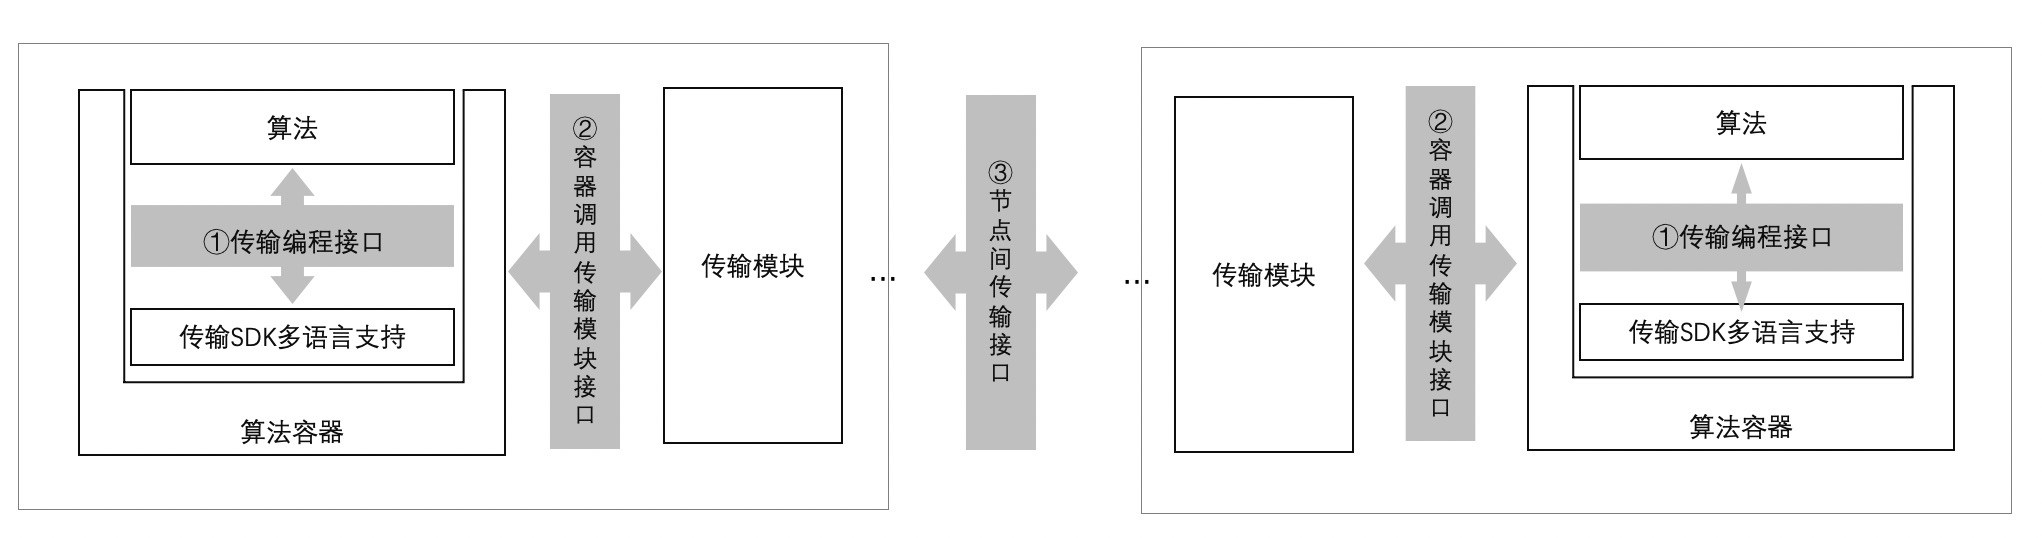 算法
①传输编程接口
传输SDK多语言支持
算法容器
②容器调用传输模块接口
传输模块
...
③节点间传输接口
...
传输模块
②容器调用传输模块接口
算法
①传输编程接口
传输SDK多语言支持
算法容器